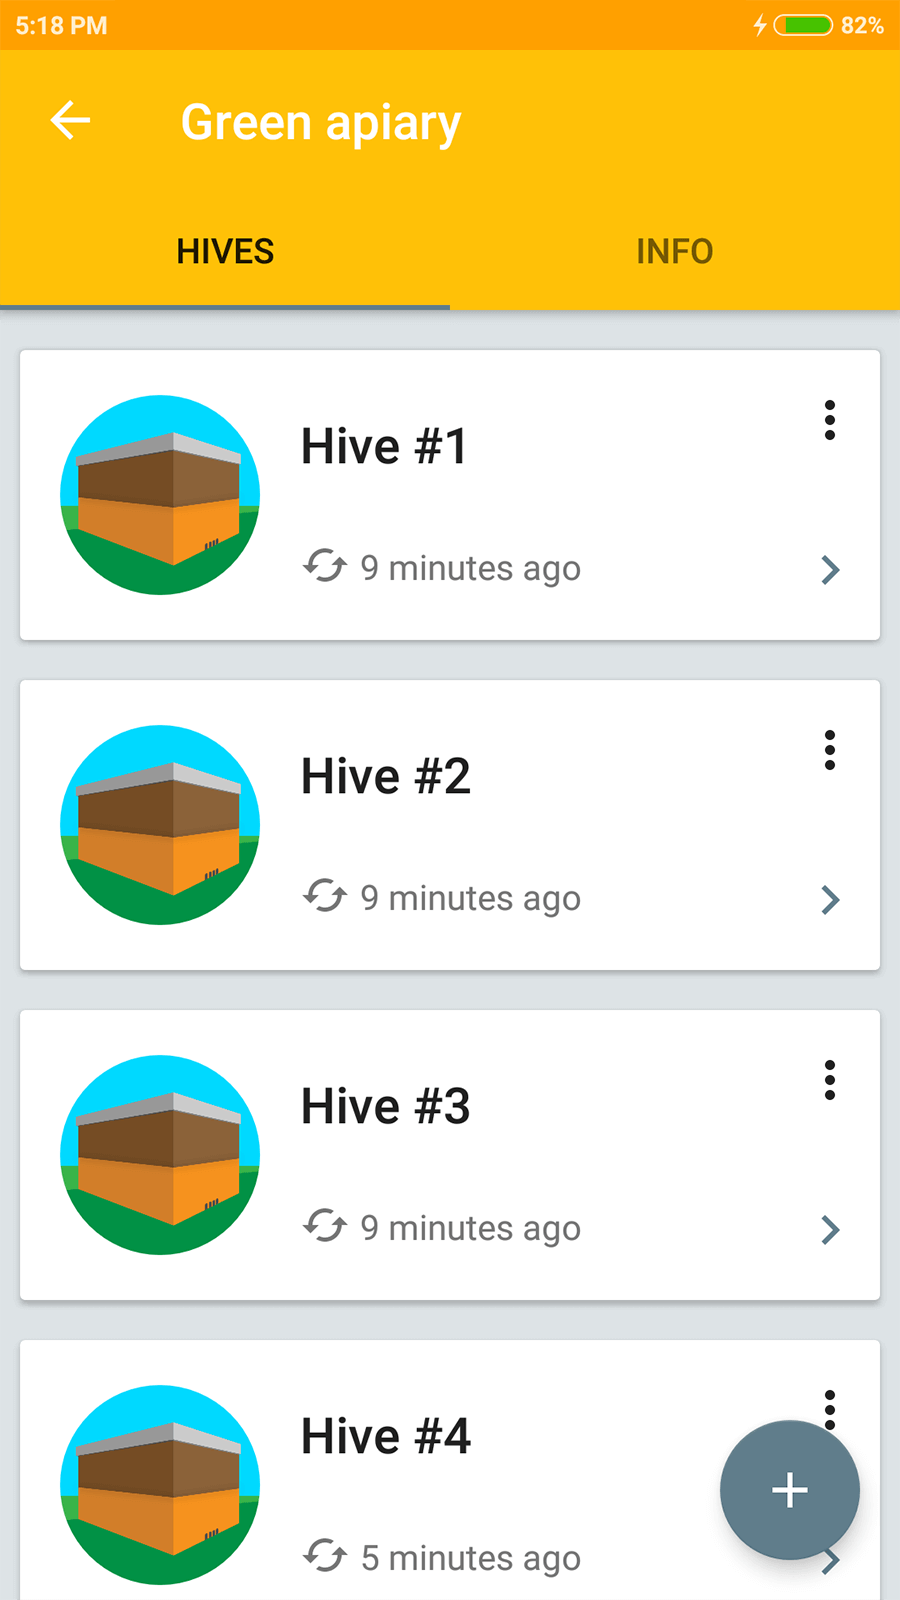 5:18 PM 82%
Green apiary
HIVES INFO
Hive #1
9 minutes ago
Hive #2
9 minutes ago
Hive #3
9 minutes ago
Hive #4
5 minutes ago